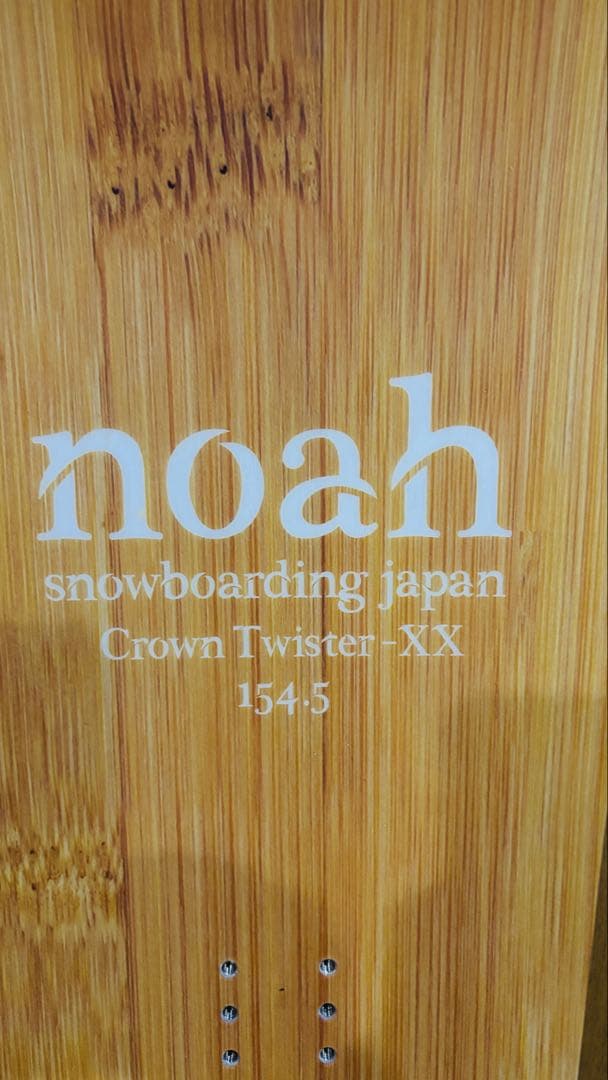 noah
snowboarding japan
Crown Twister-XX
154.5